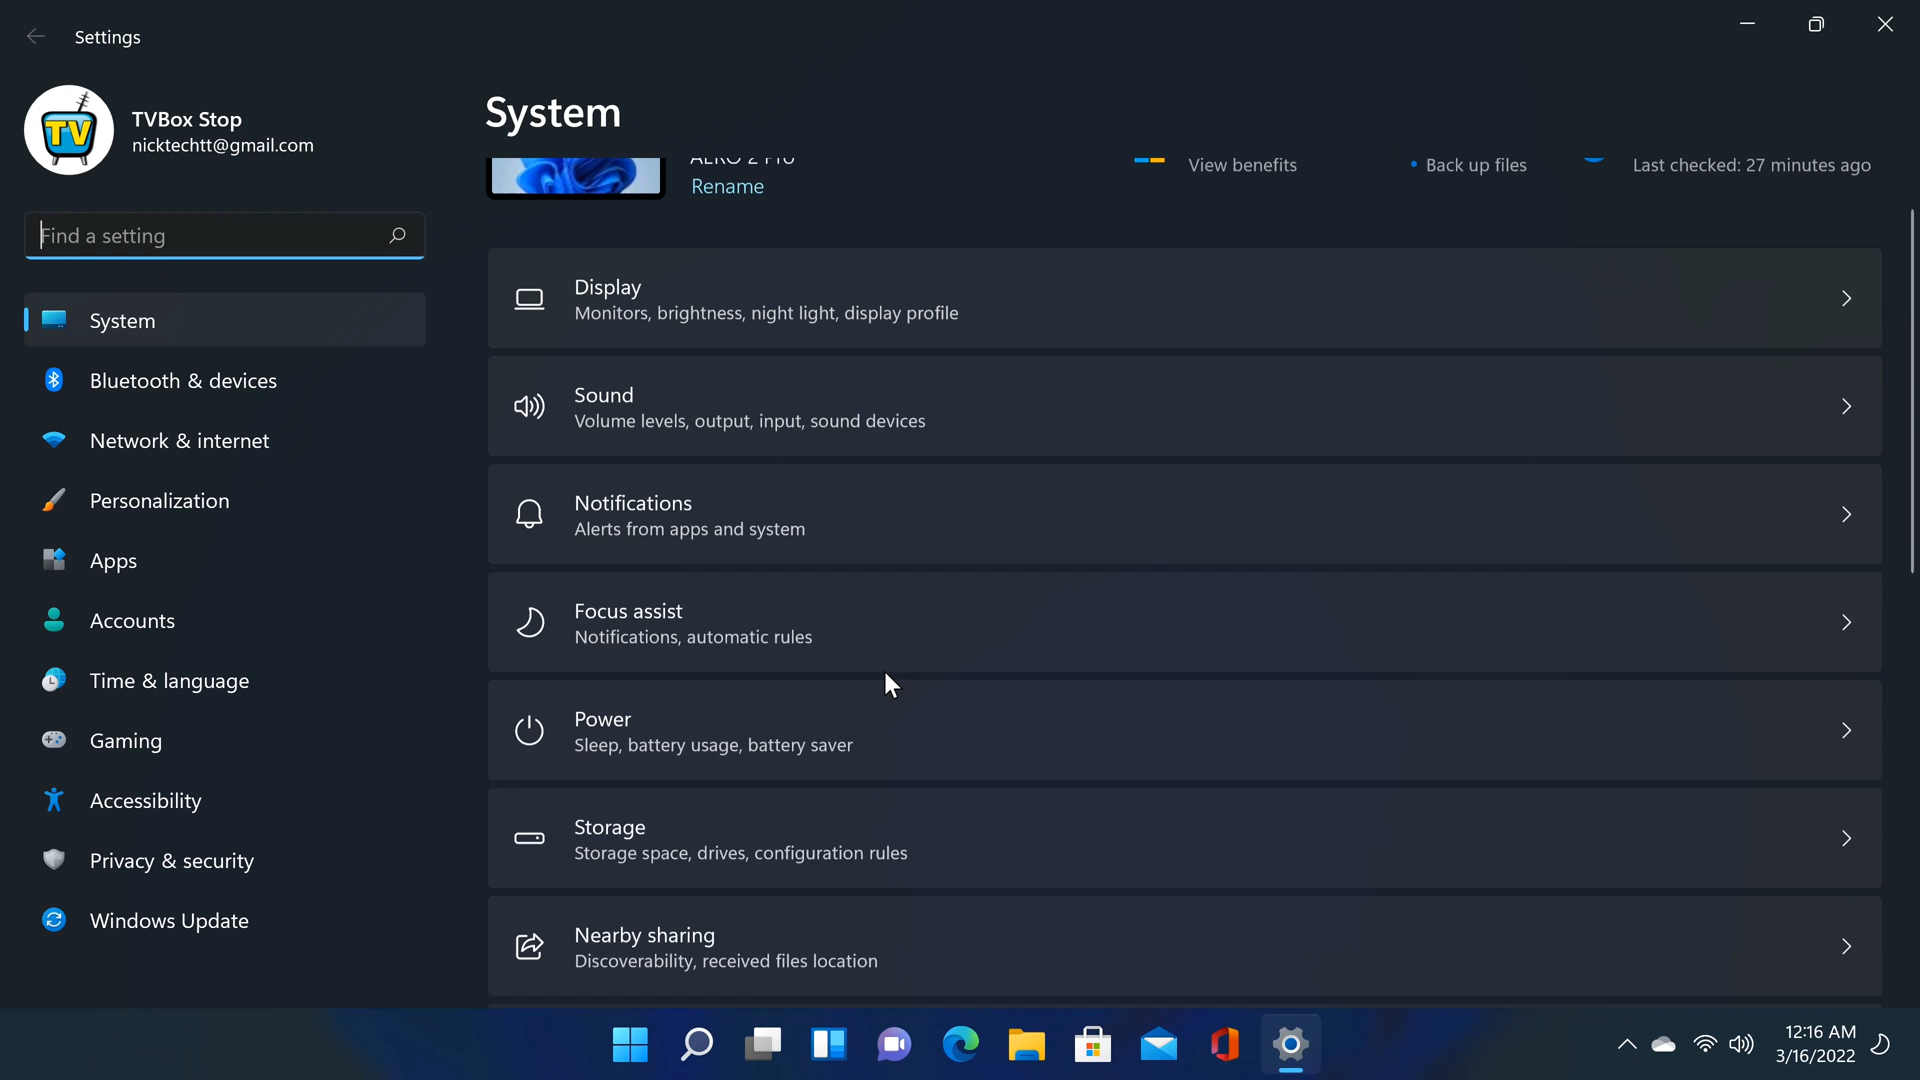 Settings
TV
TVBox Stop
nicktechtt@gmail.com
Find a setting
System
Bluetooth & devices
Network & internet
Personalization
Apps
Accounts
Time & language
Gaming
Accessibility
Privacy & security
Windows Update
System
AERO 2 Pro
Rename
View benefits
• Back up files
Last checked: 27 minutes ago
Display
Monitors, brightness, night light, display profile
Sound
Volume levels, output, input, sound devices
Notifications
Alerts from apps and system
Focus assist
Notifications, automatic rules
Power
Sleep, battery usage, battery saver
Storage
Storage space, drives, configuration rules
Nearby sharing
Discoverability, received files location
12:16 AM
3/16/2022